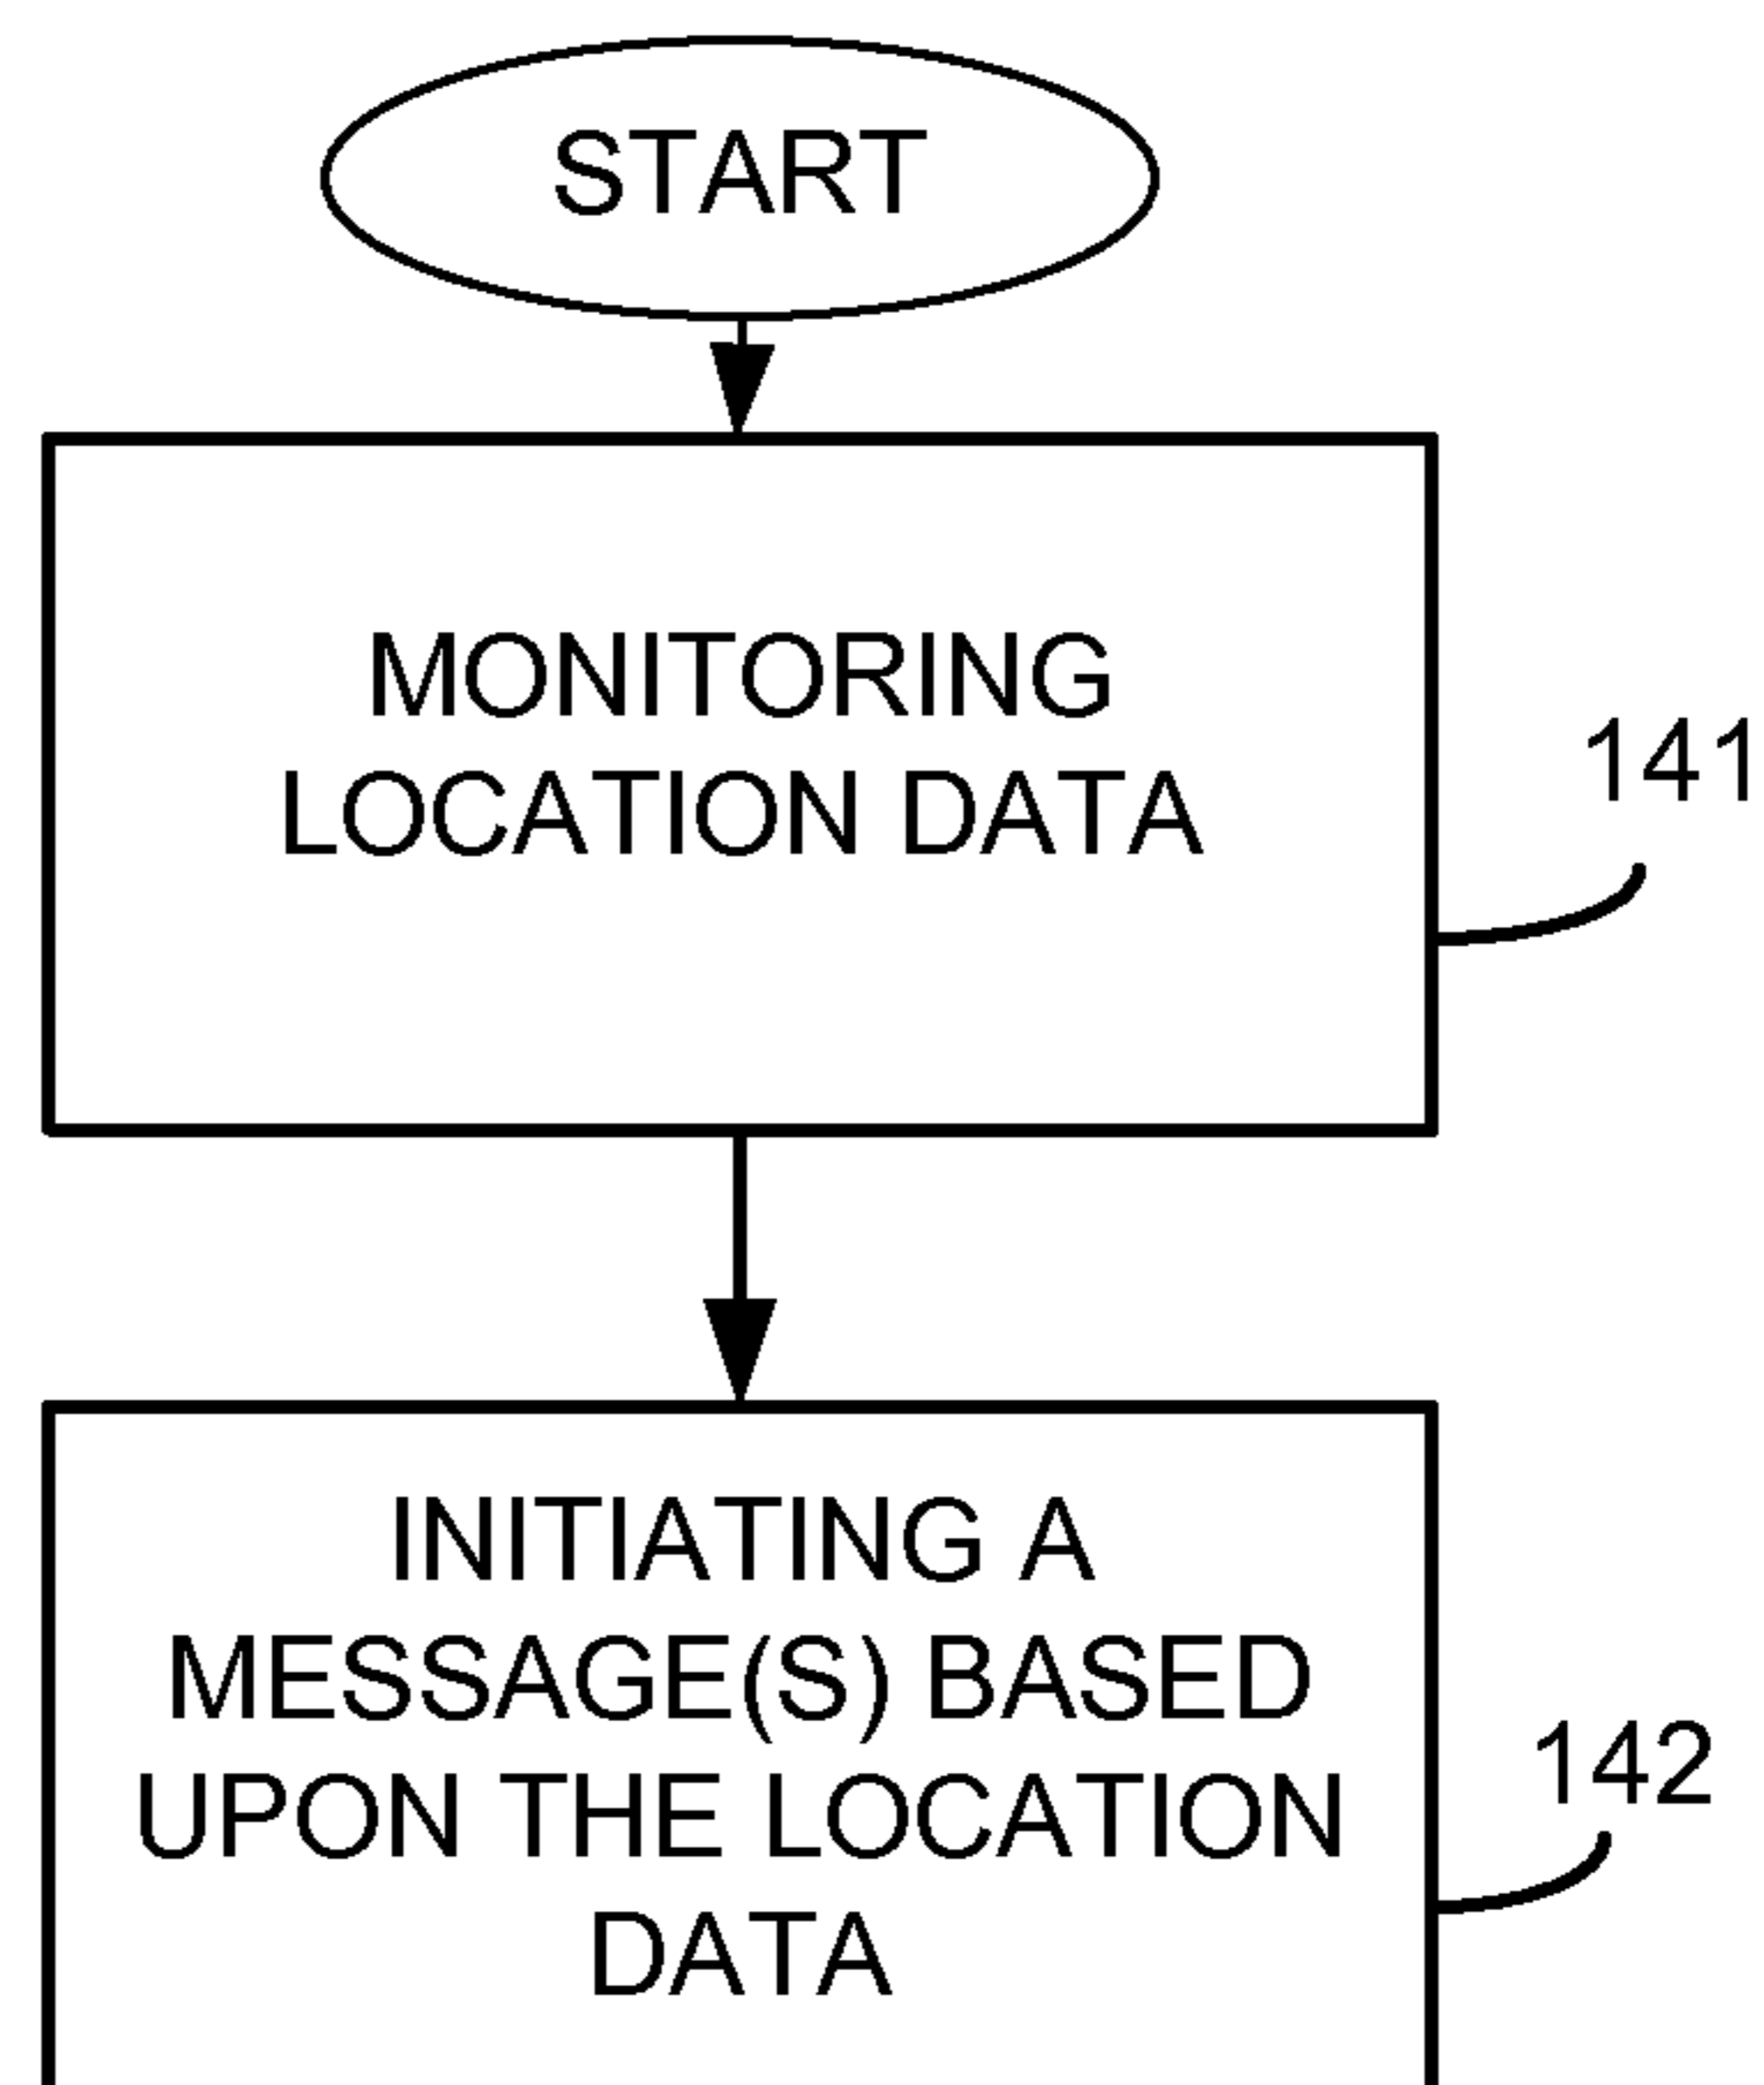 START
MONITORING
LOCATION DATA
141
INITIATING A
MESSAGE(S) BASED
UPON THE LOCATION
DATA
142